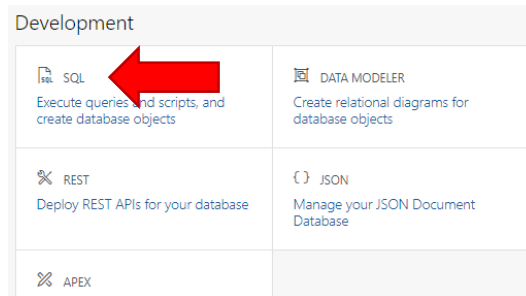 Development
SQL
Execute queries and scripts, and
create database objects
DATA MODELER
Create relational diagrams for
database objects
REST
Deploy REST APIs for your database
JSON
Manage your JSON Document
Database
APEX